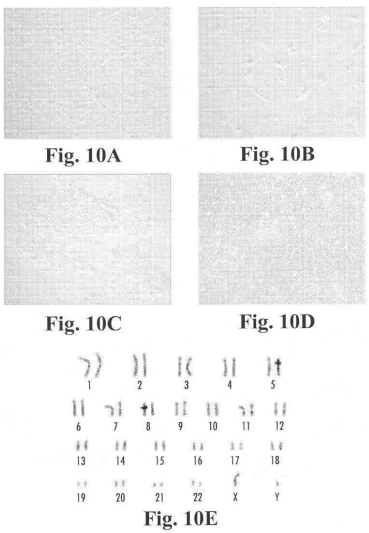 Fig. 10A Fig. 10B
Fig. 10C Fig. 10D
1 2 3 4 5
6 7 8 9 10 11 12
13 14 15 16 17 18
19 20 21 22 X Y
Fig. 10E